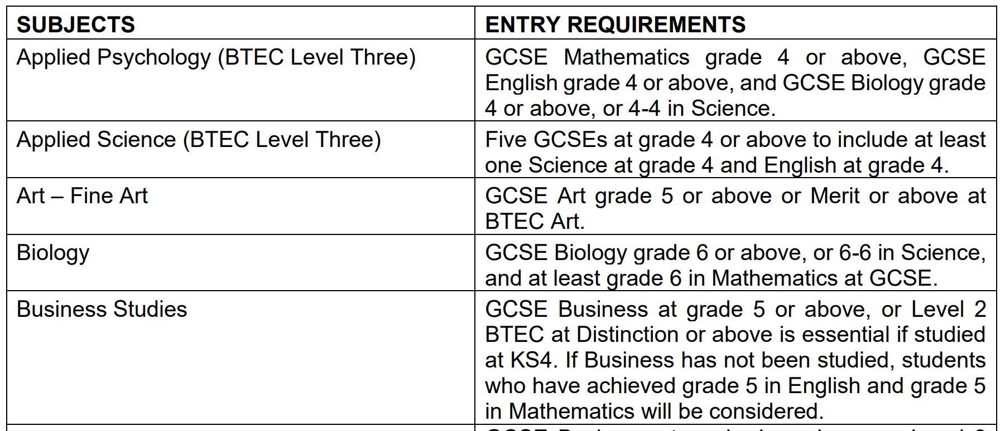 SUBJECTS
ENTRY REQUIREMENTS
Applied Psychology (BTEC Level Three)
GCSE Mathematics grade 4 or above, GCSE
English grade 4 or above, and GCSE Biology grade
4 or above, or 4-4 in Science.
Applied Science (BTEC Level Three)
Five GCSEs at grade 4 or above to include at least
one Science at grade 4 and English at grade 4.
Art – Fine Art
GCSE Art grade 5 or above or Merit or above at
BTEC Art.
Biology
GCSE Biology grade 6 or above, or 6-6 in Science,
and at least grade 6 in Mathematics at GCSE.
Business Studies
GCSE Business at grade 5 or above, or Level 2
BTEC at Distinction or above is essential if studied
at KS4. If Business has not been studied, students
who have achieved grade 5 in English and grade 5
in Mathematics will be considered.